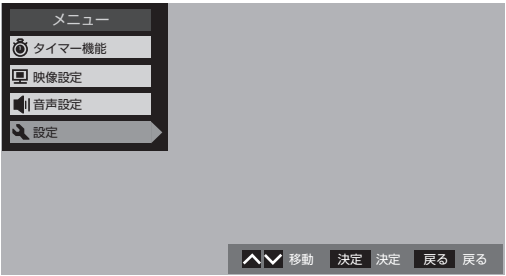 メニュー
タイマー機能
映像設定
音声設定
設定
移動 決定 決定 戻る 戻る